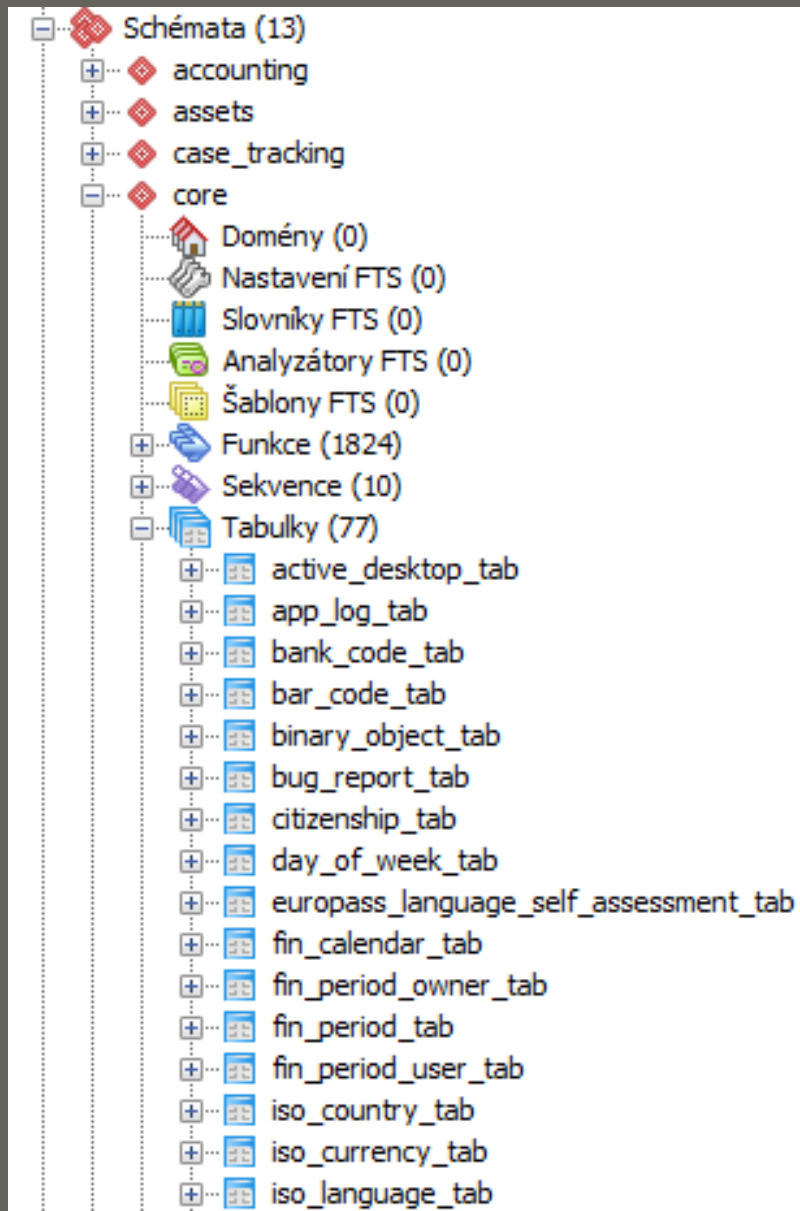 Schémata (13)
accounting
assets
case_tracking
core
Domény (0)
Nastavení FTS (0)
Slovníky FTS (0)
Analyzátory FTS (0)
Šablony FTS (0)
Funkce (1824)
Sekvence (10)
Tabulky (77)
active_desktop_tab
app_log_tab
bank_code_tab
bar_code_tab
binary_object_tab
bug_report_tab
citizenship_tab
day_of_week_tab
europass_language_self_assessment_tab
fin_calendar_tab
fin_period_owner_tab
fin_period_tab
fin_period_user_tab
iso_country_tab
iso_currency_tab
iso_language_tab